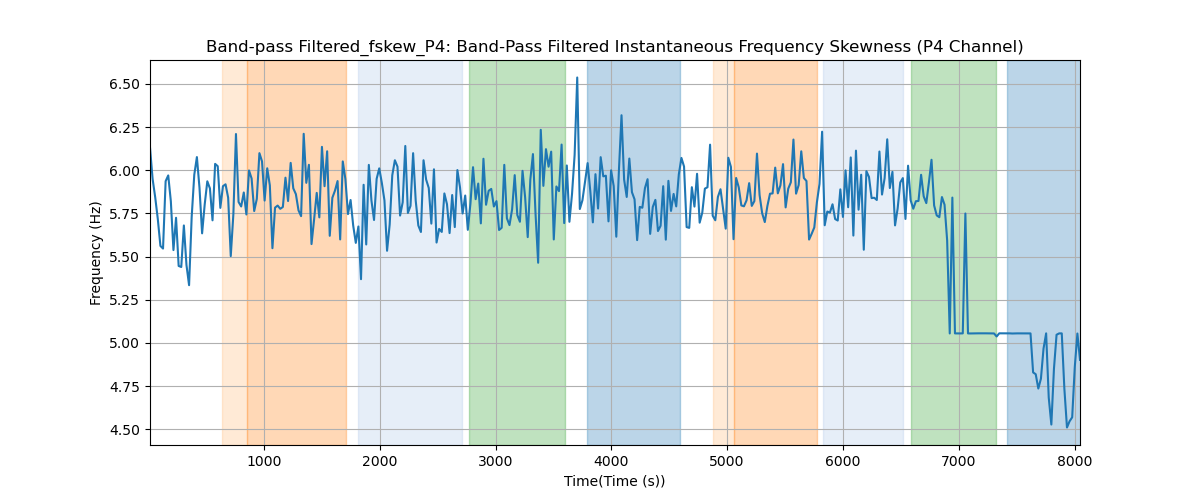 Band-pass Filtered_fskew_P4: Band-Pass Filtered Instantaneous Frequency Skewness (P4 Channel)
6.50
6.25
6.00
5.75
5.50
5.25
5.00
4.75
4.50
Frequency (Hz)
1000 2000 3000 4000 5000 6000 7000 8000
Time(Time (s))